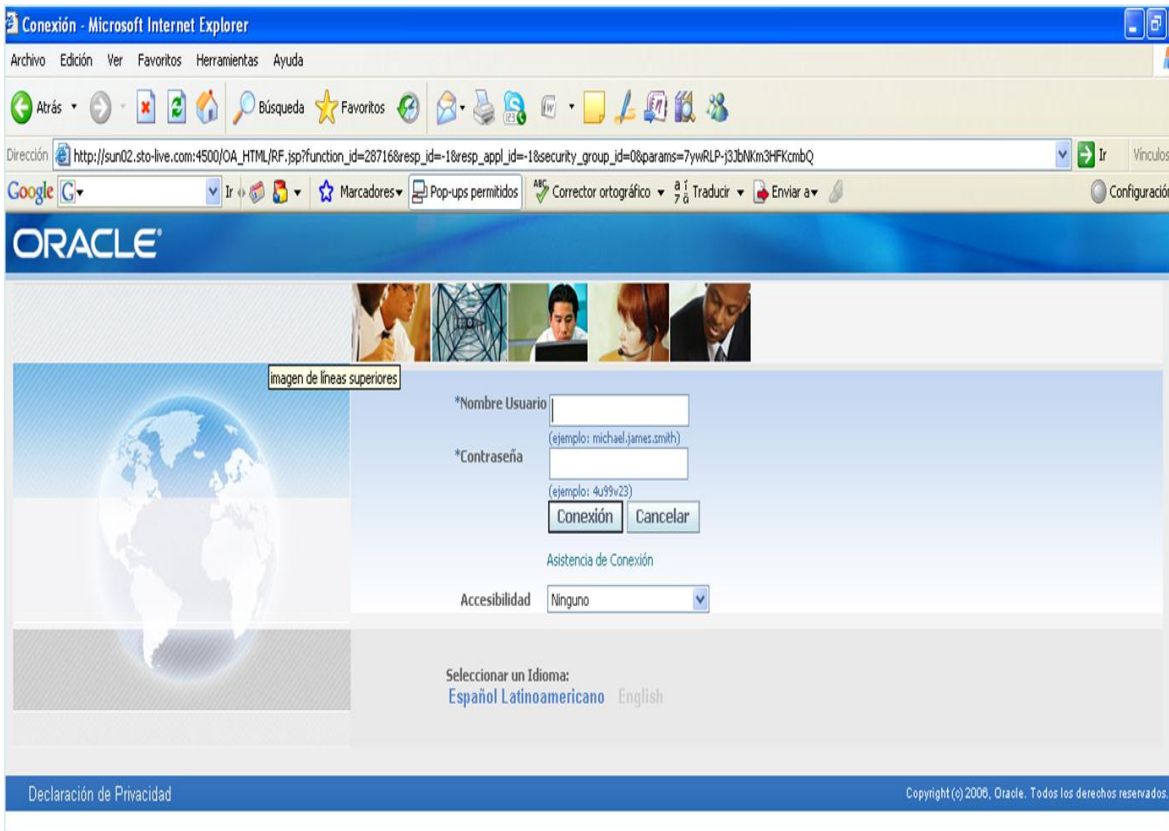 Conexión - Microsoft Internet Explorer
Archivo Edición Ver Favoritos Herramientas Ayuda
Atrás Búsqueda Favoritos
Dirección http://sun02.sto-live.com:4500/OA_HTML/RF.jsp?function_id=28716&resp_id=-1&resp_appl_id=-1&security_group_id=0&params=7ywRLP-j3JbNKm3HFKcmbQ Ir Vínculos
Google G Ir Marcadores Pop-ups permitidos ABC Corrector ortográfico Traducir Enviar a Configuración
ORACLE
imagen de líneas superiores
*Nombre Usuario
(ejemplo: michael.james.smith)
*Contraseña
(ejemplo: 4u99v23)
Conexión Cancelar
Asistencia de Conexión
Accesibilidad Ninguno
Seleccionar un Idioma:
Español Latinoamericano English
Declaración de Privacidad Copyright (c) 2006, Oracle. Todos los derechos reservados.